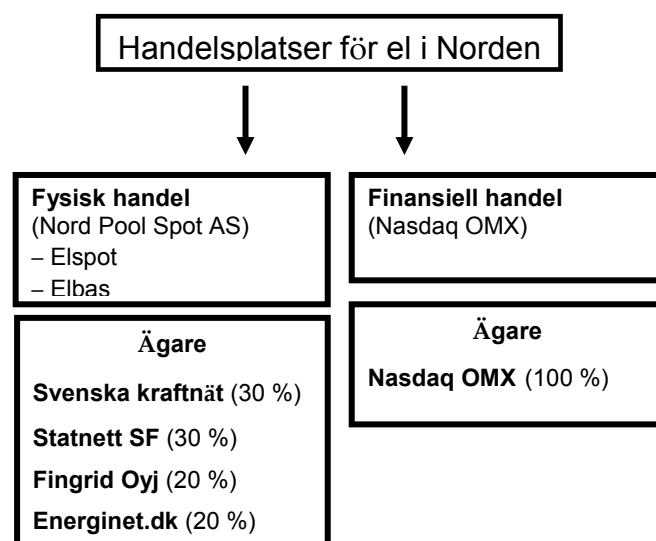 Handelsplatser för el i Norden
Fysisk handel
(Nord Pool Spot AS)
– Elspot
– Elbas
Finansiell handel
(Nasdaq OMX)
Ägare
Svenska kraftnät (30 %)
Statnett SF (30 %)
Fingrid Oyj (20 %)
Energinet.dk (20 %)
Ägare
Nasdaq OMX (100 %)